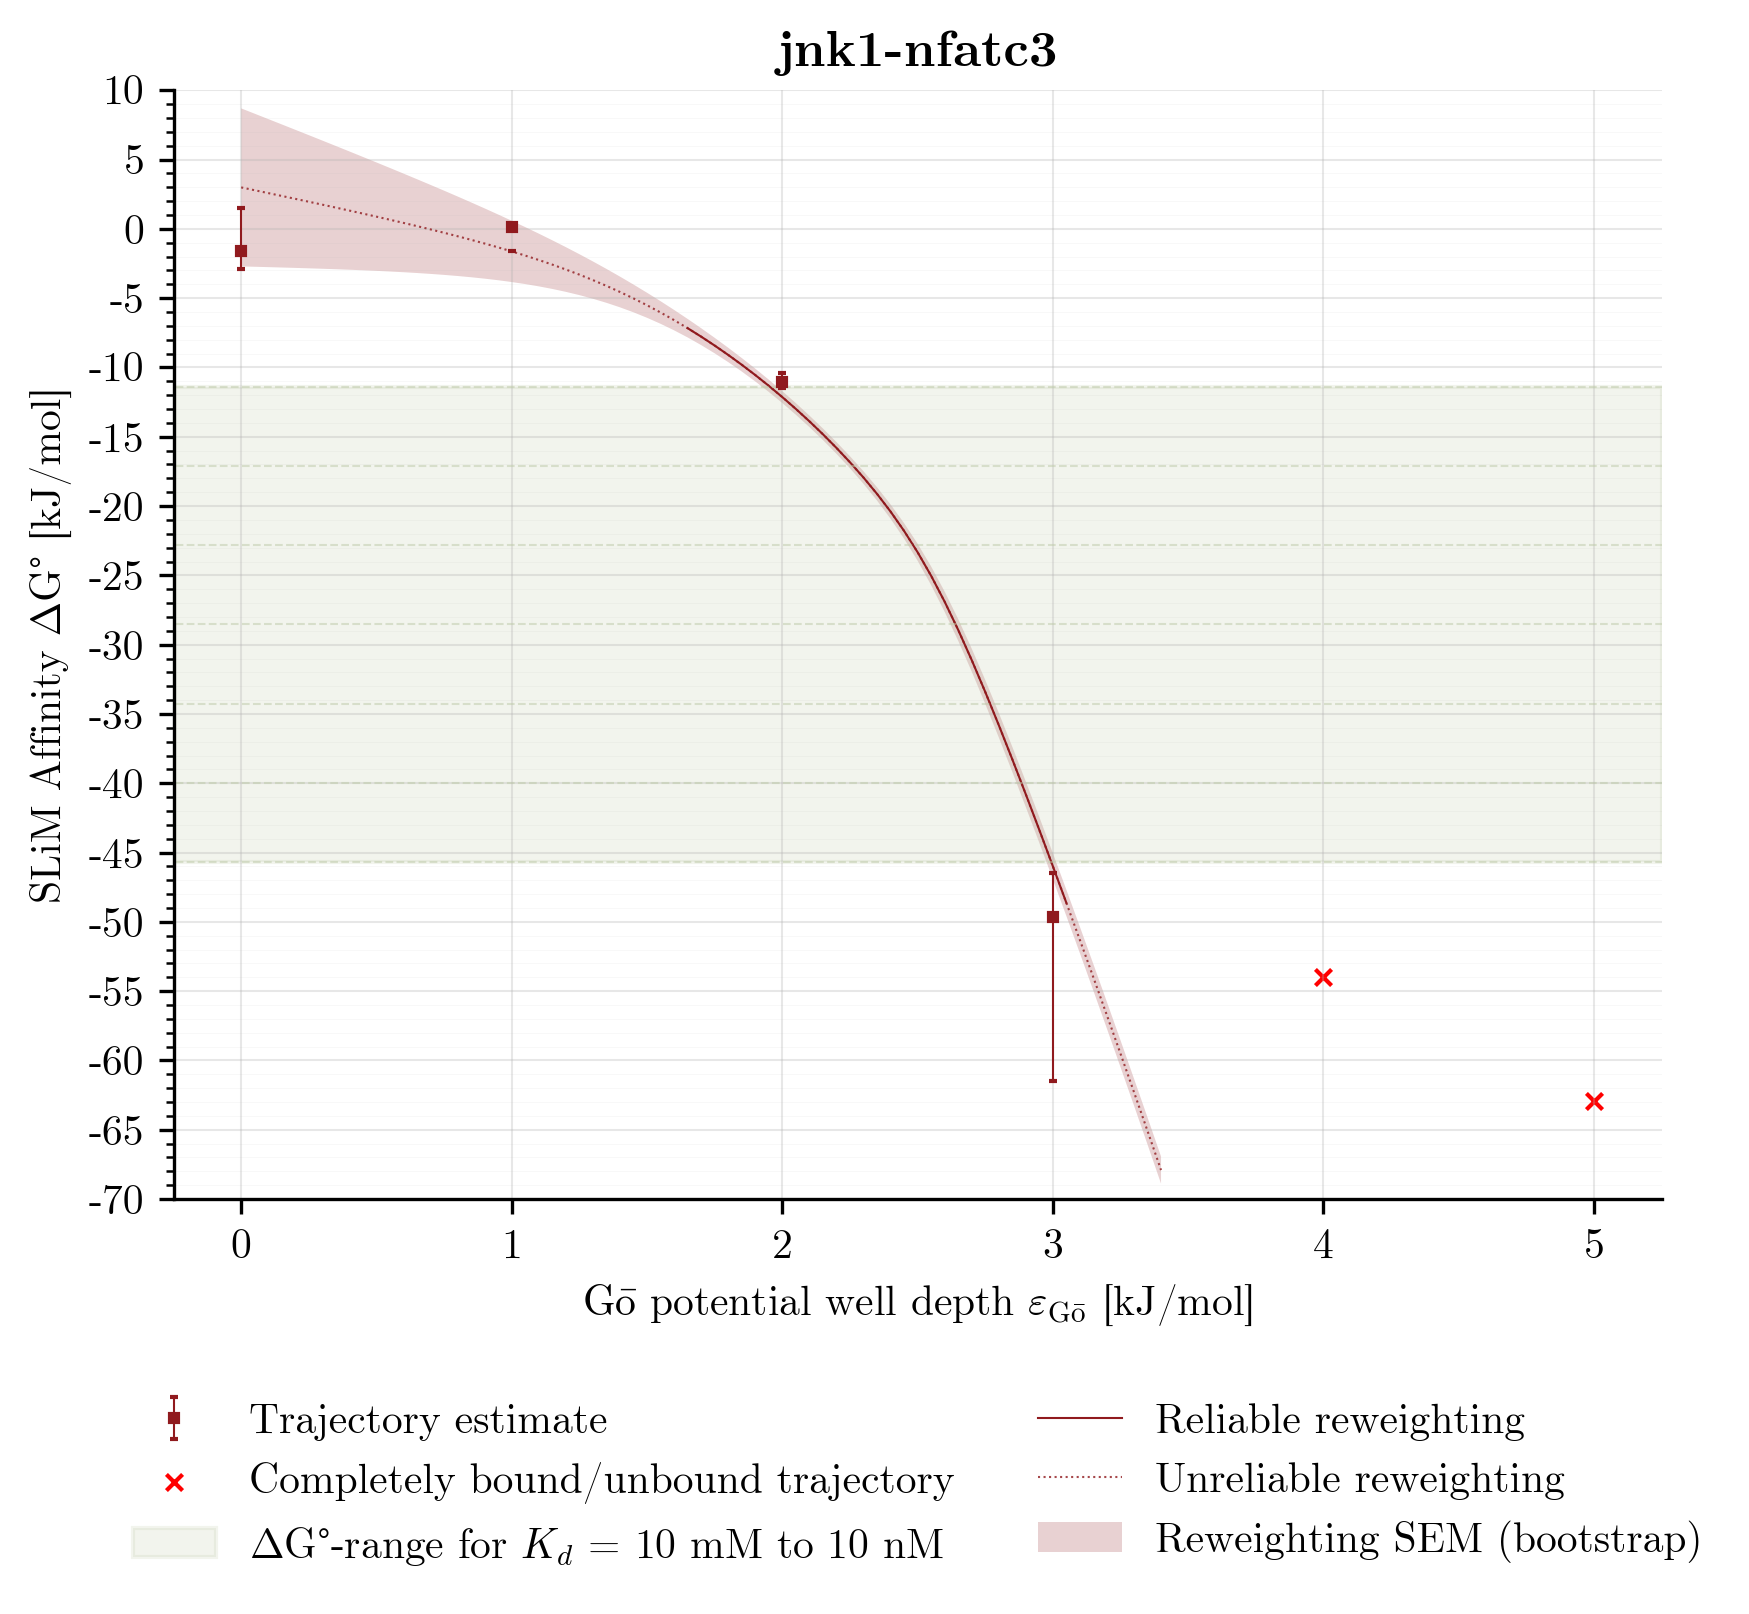 jnk1-nfatc3
10
5
0
-5
-10
-15
-20
-25
-30
-35
-40
-45
-50
-55
-60
-65
-70
SLiM Affinity ΔG° [kJ/mol]
0 1 2 3 4 5
Gō potential well depth ε_Gō [kJ/mol]
Trajectory estimate
Completely bound/unbound trajectory
ΔG°-range for K_d = 10 mM to 10 nM
Reliable reweighting
Unreliable reweighting
Reweighting SEM (bootstrap)